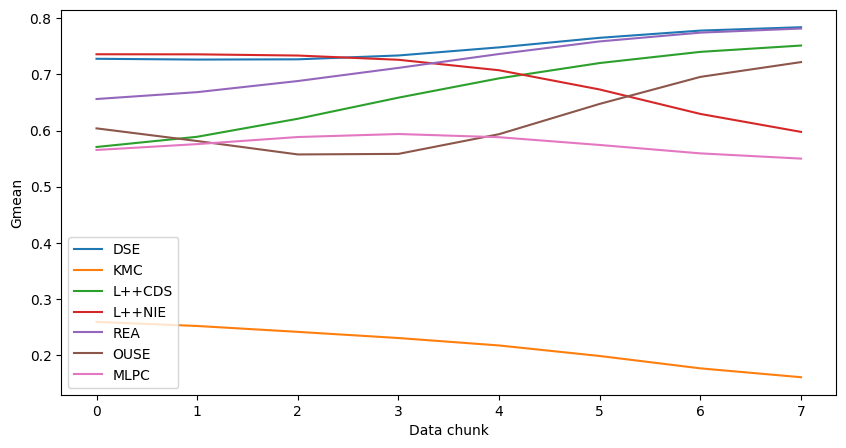 0.8
0.7
0.6
0.5
0.4
0.3
0.2
Gmean
DSE
KMC
L++CDS
L++NIE
REA
OUSE
MLPC
0 1 2 3 4 5 6 7
Data chunk